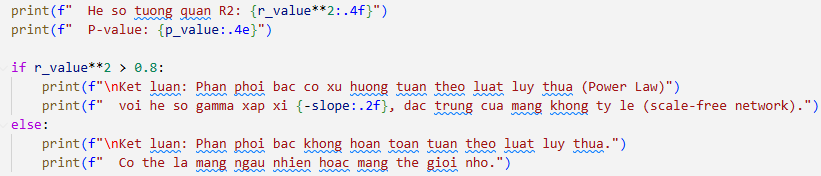 print(f"  He so tuong quan R2: {r_value**2:.4f}")
print(f"  P-value: {p_value:.4e}")

if r_value**2 > 0.8:
    print(f"\nKet luan: Phan phoi bac co xu huong tuan theo luat luy thua (Power Law)")
    print(f"  voi he so gamma xap xi {-slope:.2f}, dac trung cua mang khong ty le (scale-free network).")
else:
    print(f"\nKet luan: Phan phoi bac khong hoan toan tuan theo luat luy thua.")
    print(f"  Co the la mang ngau nhien hoac mang the gioi nho.")